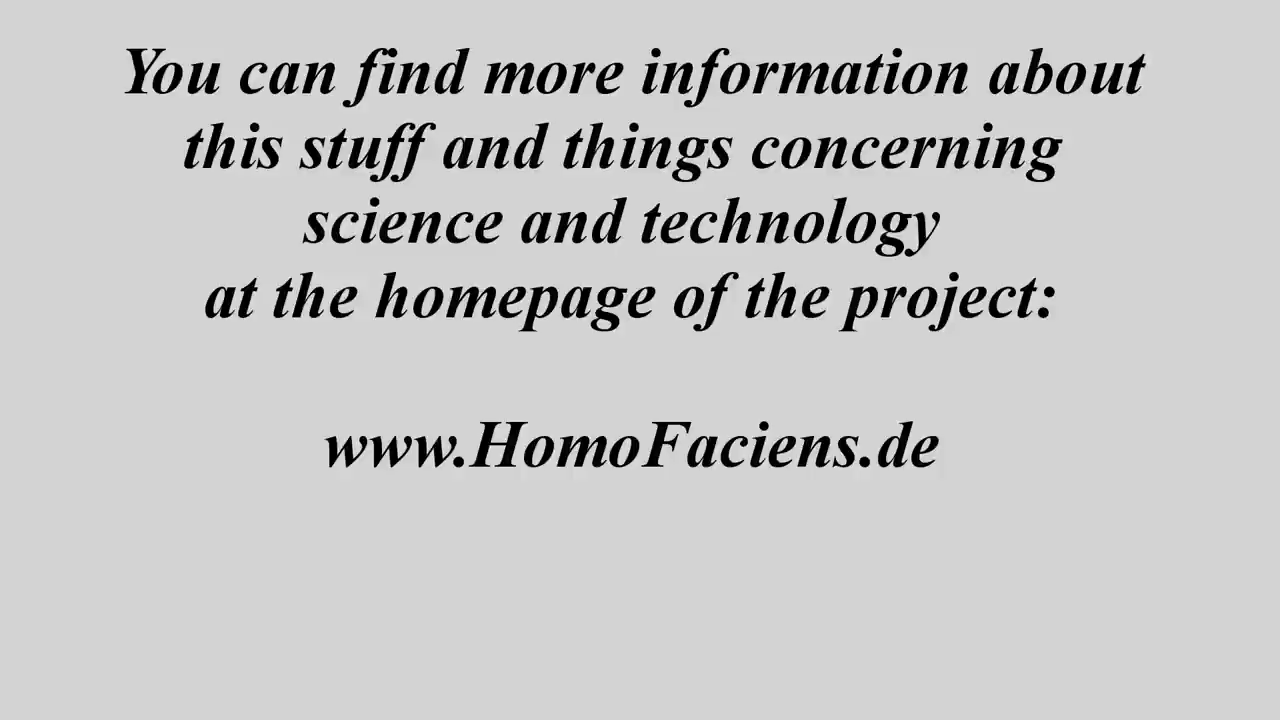 You can find more information about
this stuff and things concerning
science and technology
at the homepage of the project:
www.HomoFaciens.de